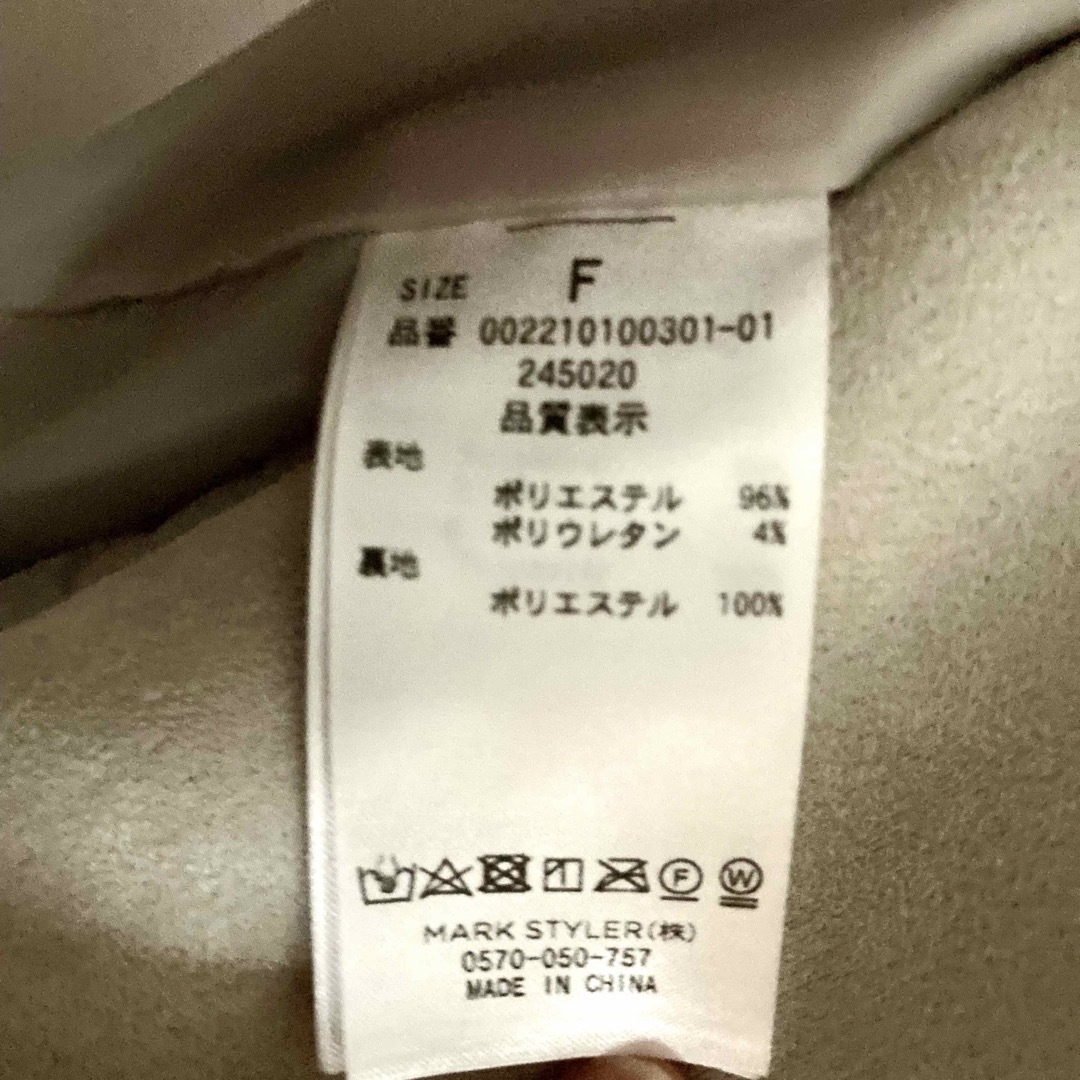 SIZE F
品番 002210100301-01
245020
品質表示
表地
ポリエステル 96%
ポリウレタン 4%
裏地
ポリエステル 100%
F W
MARK STYLER(株)
0570-050-757
MADE IN CHINA